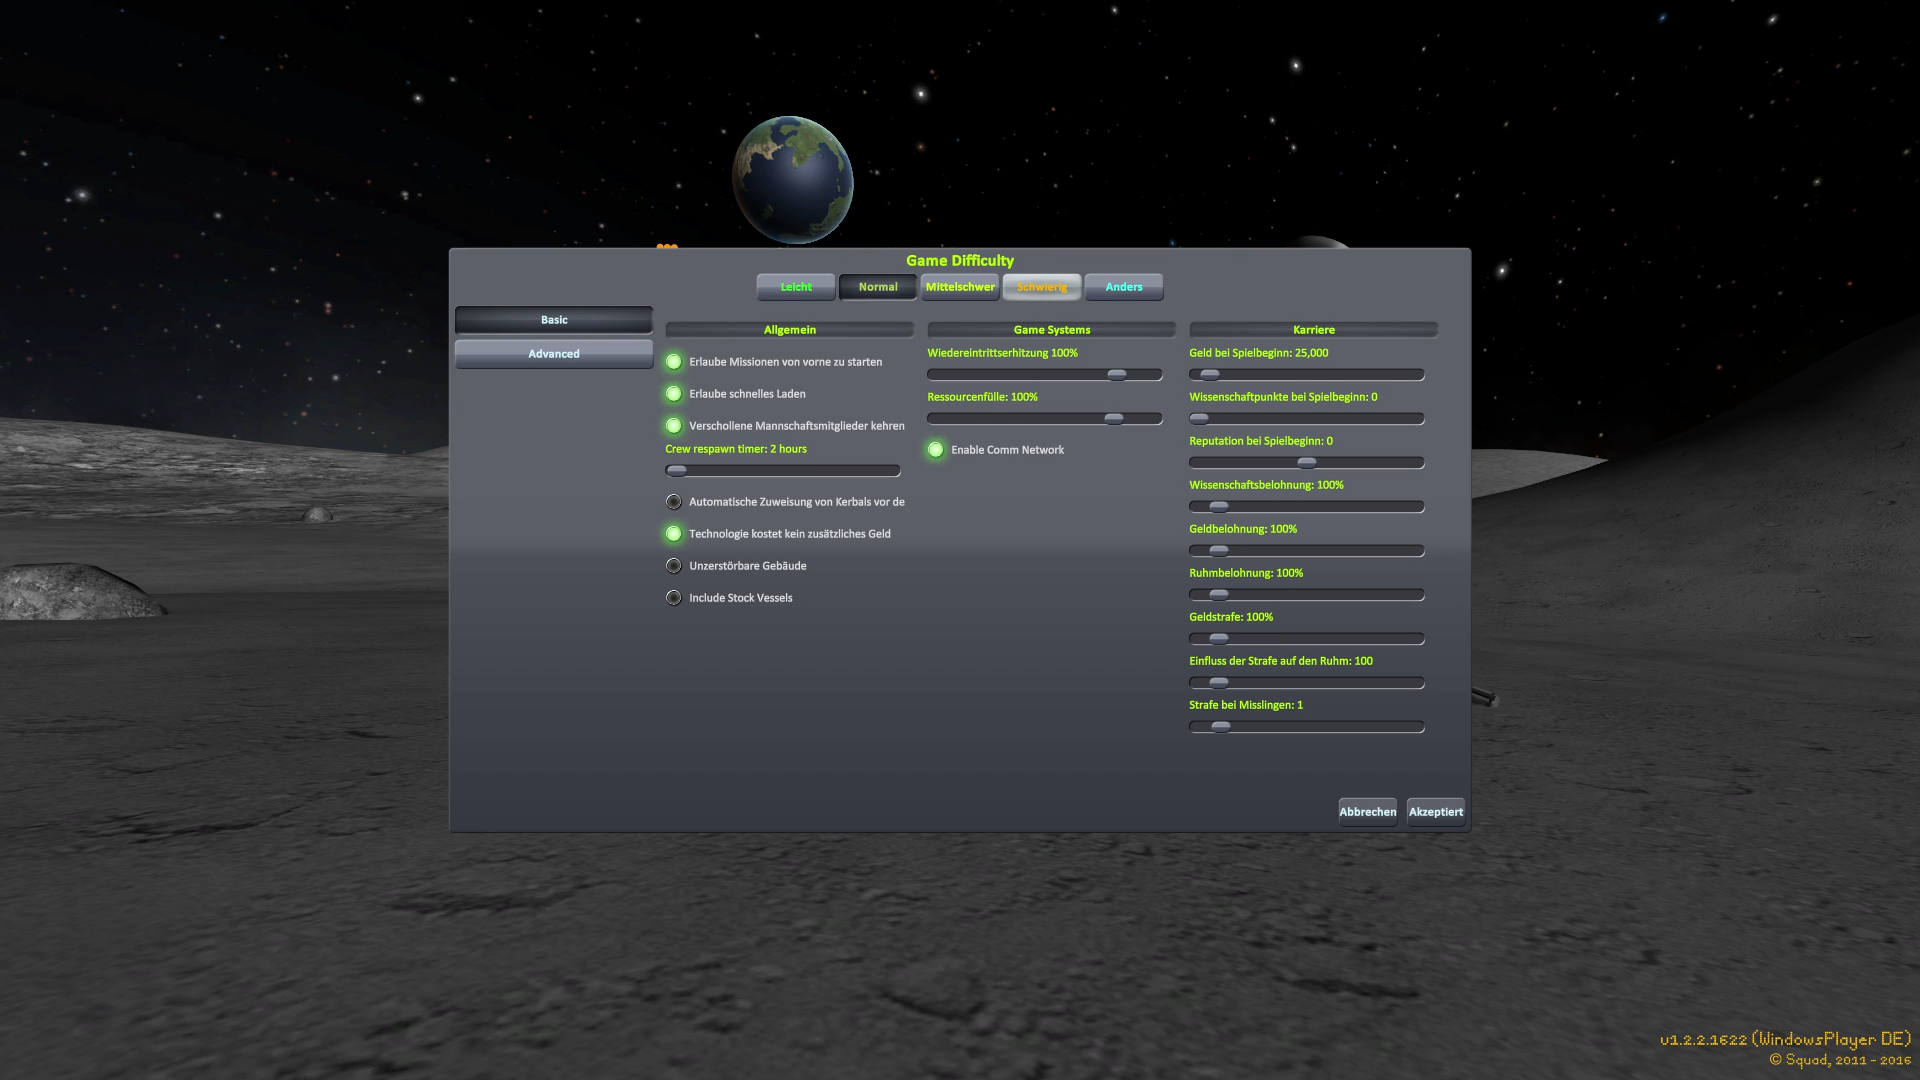 Game Difficulty
Leicht
Normal
Mittelschwer
Schwierig
Anders
Basic
Advanced
Allgemein
Erlaube Missionen von vorne zu starten
Erlaube schnelles Laden
Verschollene Mannschaftsmitglieder kehren
Crew respawn timer: 2 hours
Automatische Zuweisung von Kerbals vor de
Technologie kostet kein zusätzliches Geld
Unzerstörbare Gebäude
Include Stock Vessels
Game Systems
Wiedereintrittserhitzung 100%
Ressourcenfülle: 100%
Enable Comm Network
Karriere
Geld bei Spielbeginn: 25,000
Wissenschaftpunkte bei Spielbeginn: 0
Reputation bei Spielbeginn: 0
Wissenschaftsbelohnung: 100%
Geldbelohnung: 100%
Ruhmbelohnung: 100%
Geldstrafe: 100%
Einfluss der Strafe auf den Ruhm: 100
Strafe bei Misslingen: 1
Abbrechen
Akzeptiert
v1.2.2.1622 (WindowsPlayer DE)
© Squad, 2011 - 2016